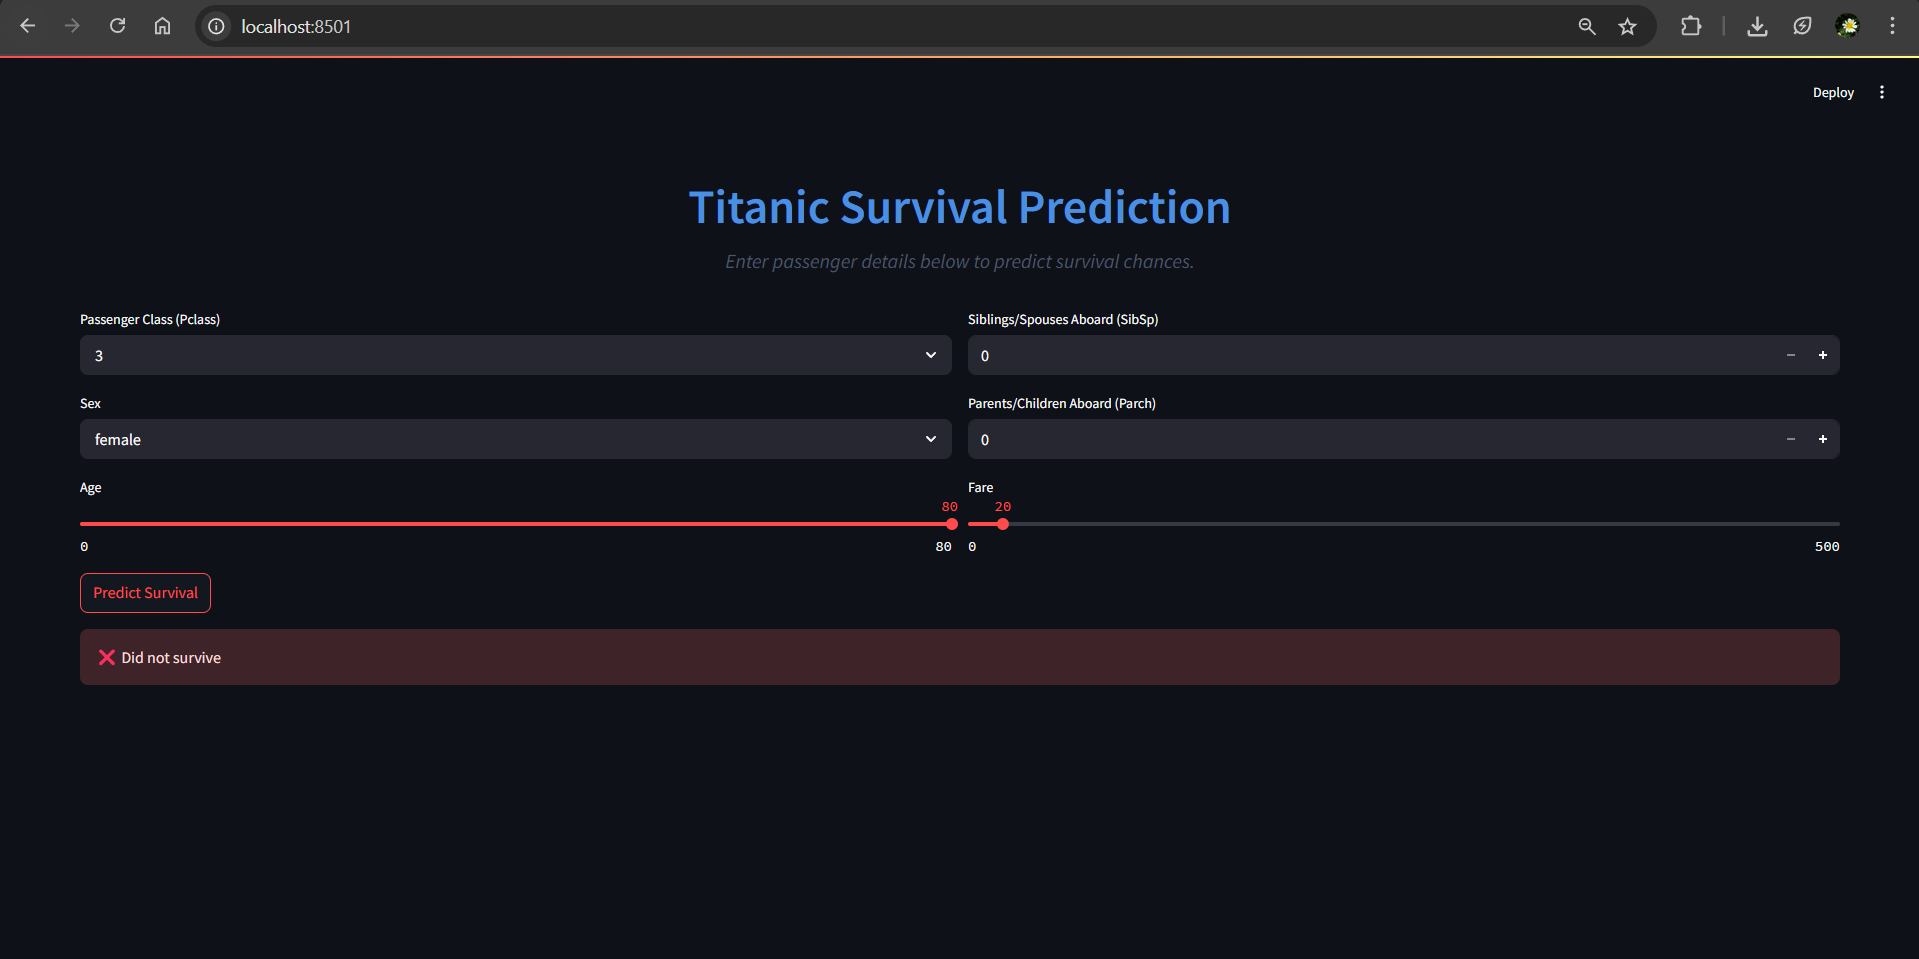 localhost:8501
Deploy
Titanic Survival Prediction
Enter passenger details below to predict survival chances.
Passenger Class (Pclass)
3
Sex
female
Age
80
0 80
Siblings/Spouses Aboard (SibSp)
0
Parents/Children Aboard (Parch)
0
Fare
20
0 500
Predict Survival
❌ Did not survive